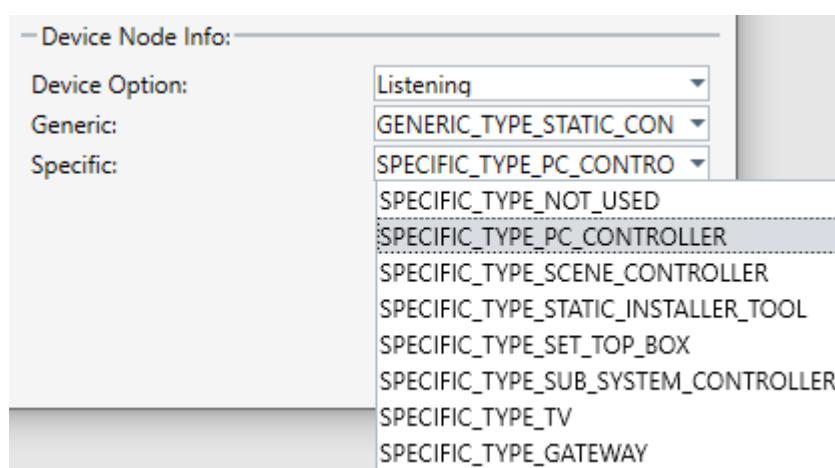 Device Node Info:
Device Option:
Listening
Generic:
GENERIC_TYPE_STATIC_CON
Specific:
SPECIFIC_TYPE_PC_CONTRO
SPECIFIC_TYPE_NOT_USED
SPECIFIC_TYPE_PC_CONTROLLER
SPECIFIC_TYPE_SCENE_CONTROLLER
SPECIFIC_TYPE_STATIC_INSTALLER_TOOL
SPECIFIC_TYPE_SET_TOP_BOX
SPECIFIC_TYPE_SUB_SYSTEM_CONTROLLER
SPECIFIC_TYPE_TV
SPECIFIC_TYPE_GATEWAY